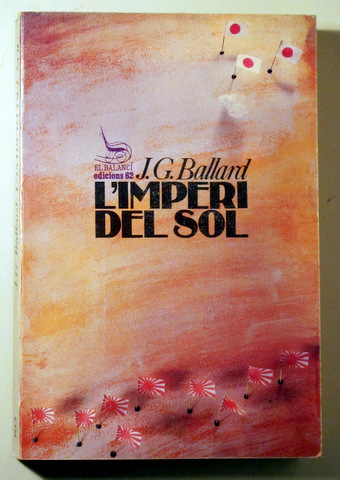 EL BALANCÍ
edicions 62
J.G. Ballard
L'IMPERI
DEL SOL